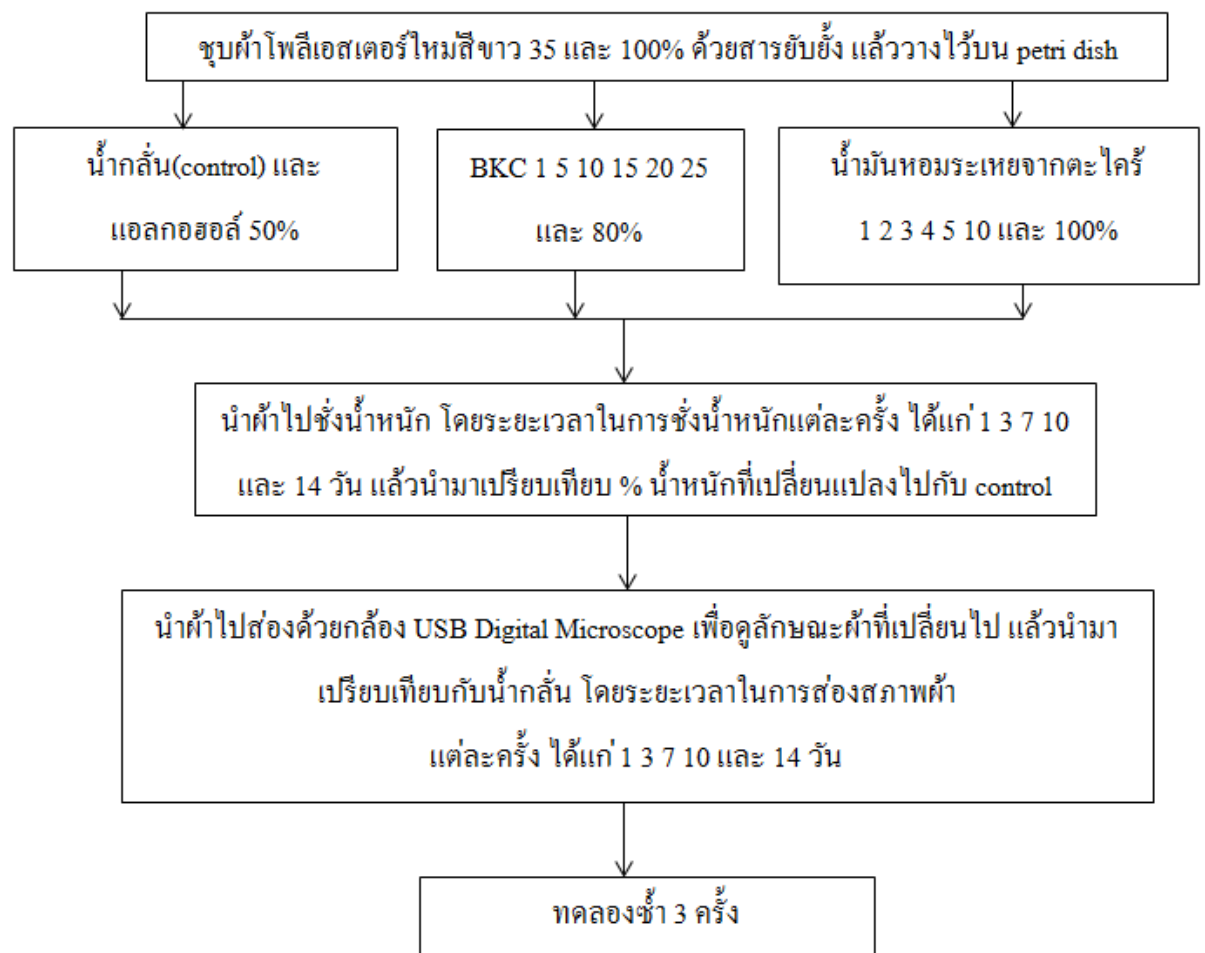 ชุบผ้าโพลีเอสเตอร์ใหม่สีขาว 35 และ 100% ด้วยสารยับยั้ง แล้ววางไว้บน petri dish
น้ำกลั่น(control) และ
แอลกอฮอล์ 50%
BKC 1 5 10 15 20 25
และ 80%
น้ำมันหอมระเหยจากตะไคร้
1 2 3 4 5 10 และ 100%
นำผ้าไปชั่งน้ำหนัก โดยระยะเวลาในการชั่งน้ำหนักแต่ละครั้ง ได้แก่ 1 3 7 10
และ 14 วัน แล้วนำมาเปรียบเทียบ % น้ำหนักที่เปลี่ยนแปลงไปกับ control
นำผ้าไปส่องด้วยกล้อง USB Digital Microscope เพื่อดูลักษณะผ้าที่เปลี่ยนไป แล้วนำมา
เปรียบเทียบกับน้ำกลั่น โดยระยะเวลาในการส่องสภาพผ้า
แต่ละครั้ง ได้แก่ 1 3 7 10 และ 14 วัน
ทดลองซ้ำ 3 ครั้ง